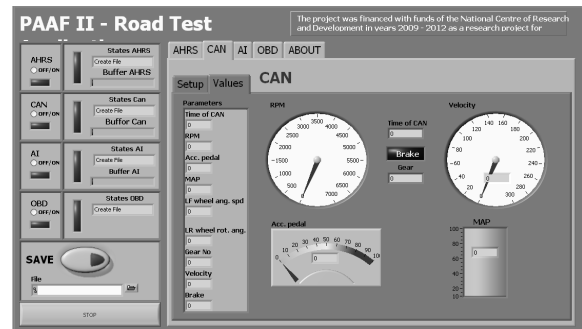 PAAF II - Road Test
The project was financed with funds of the National Centre of Research
and Development in years 2009 - 2012 as a research project for
AHRS
OFF/ON
States AHRS
Create File
Buffer AHRS
CAN
OFF/ON
States Can
Create File
Buffor Can
AI
OFF/ON
States AI
Create File
Buffer AI
OBD
OFF/ON
States OBD
Create File
SAVE
File
STOP
AHRS CAN AI OBD ABOUT
Setup Values
CAN
Parameters
Time of CAN
0
RPM
0
Acc. pedal
0
MAP
0
LF wheel ang. spd
0
LR wheel rot. ang.
0
Gear No
0
Velocity
0
Brake
0
RPM
0
500
1000
1500
2000
2500
3000
3500
4000
4500
5000
5500
6000
6500
7000
Time of CAN
0
Brake
Gear
0
Velocity
0
20
40
60
80
100
120
140
160
180
200
220
240
260
280
300
0
Acc. pedal
0 10 20 30 40 50 60 70 80 90 100
0
MAP
100
80
60
40
20
10
0